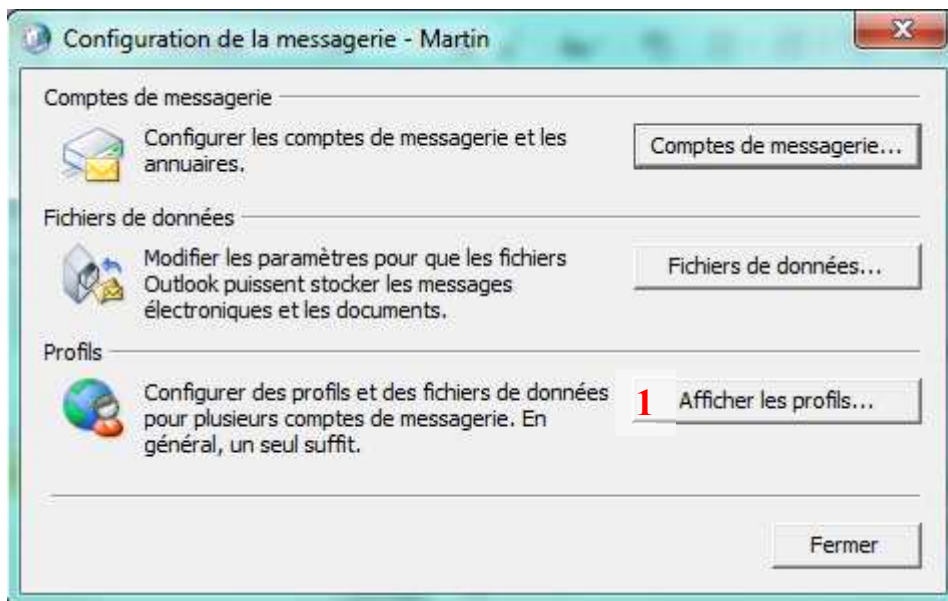 Configuration de la messagerie - Martin
Comptes de messagerie
Configurer les comptes de messagerie et les
annuaires.
Comptes de messagerie...
Fichiers de données
Modifier les paramètres pour que les fichiers
Outlook puissent stocker les messages
électroniques et les documents.
Fichiers de données...
Profils
Configurer des profils et des fichiers de données
pour plusieurs comptes de messagerie. En
général, un seul suffit.
1 Afficher les profils...
Fermer